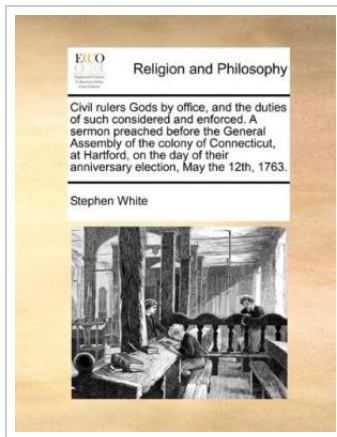 ECCO
Religion and Philosophy
Civil rulers Gods by office, and the duties
of such considered and enforced. A
sermon preached before the General
Assembly of the colony of Connecticut,
at Hartford, on the day of their
anniversary election, May the 12th, 1763.
Stephen White